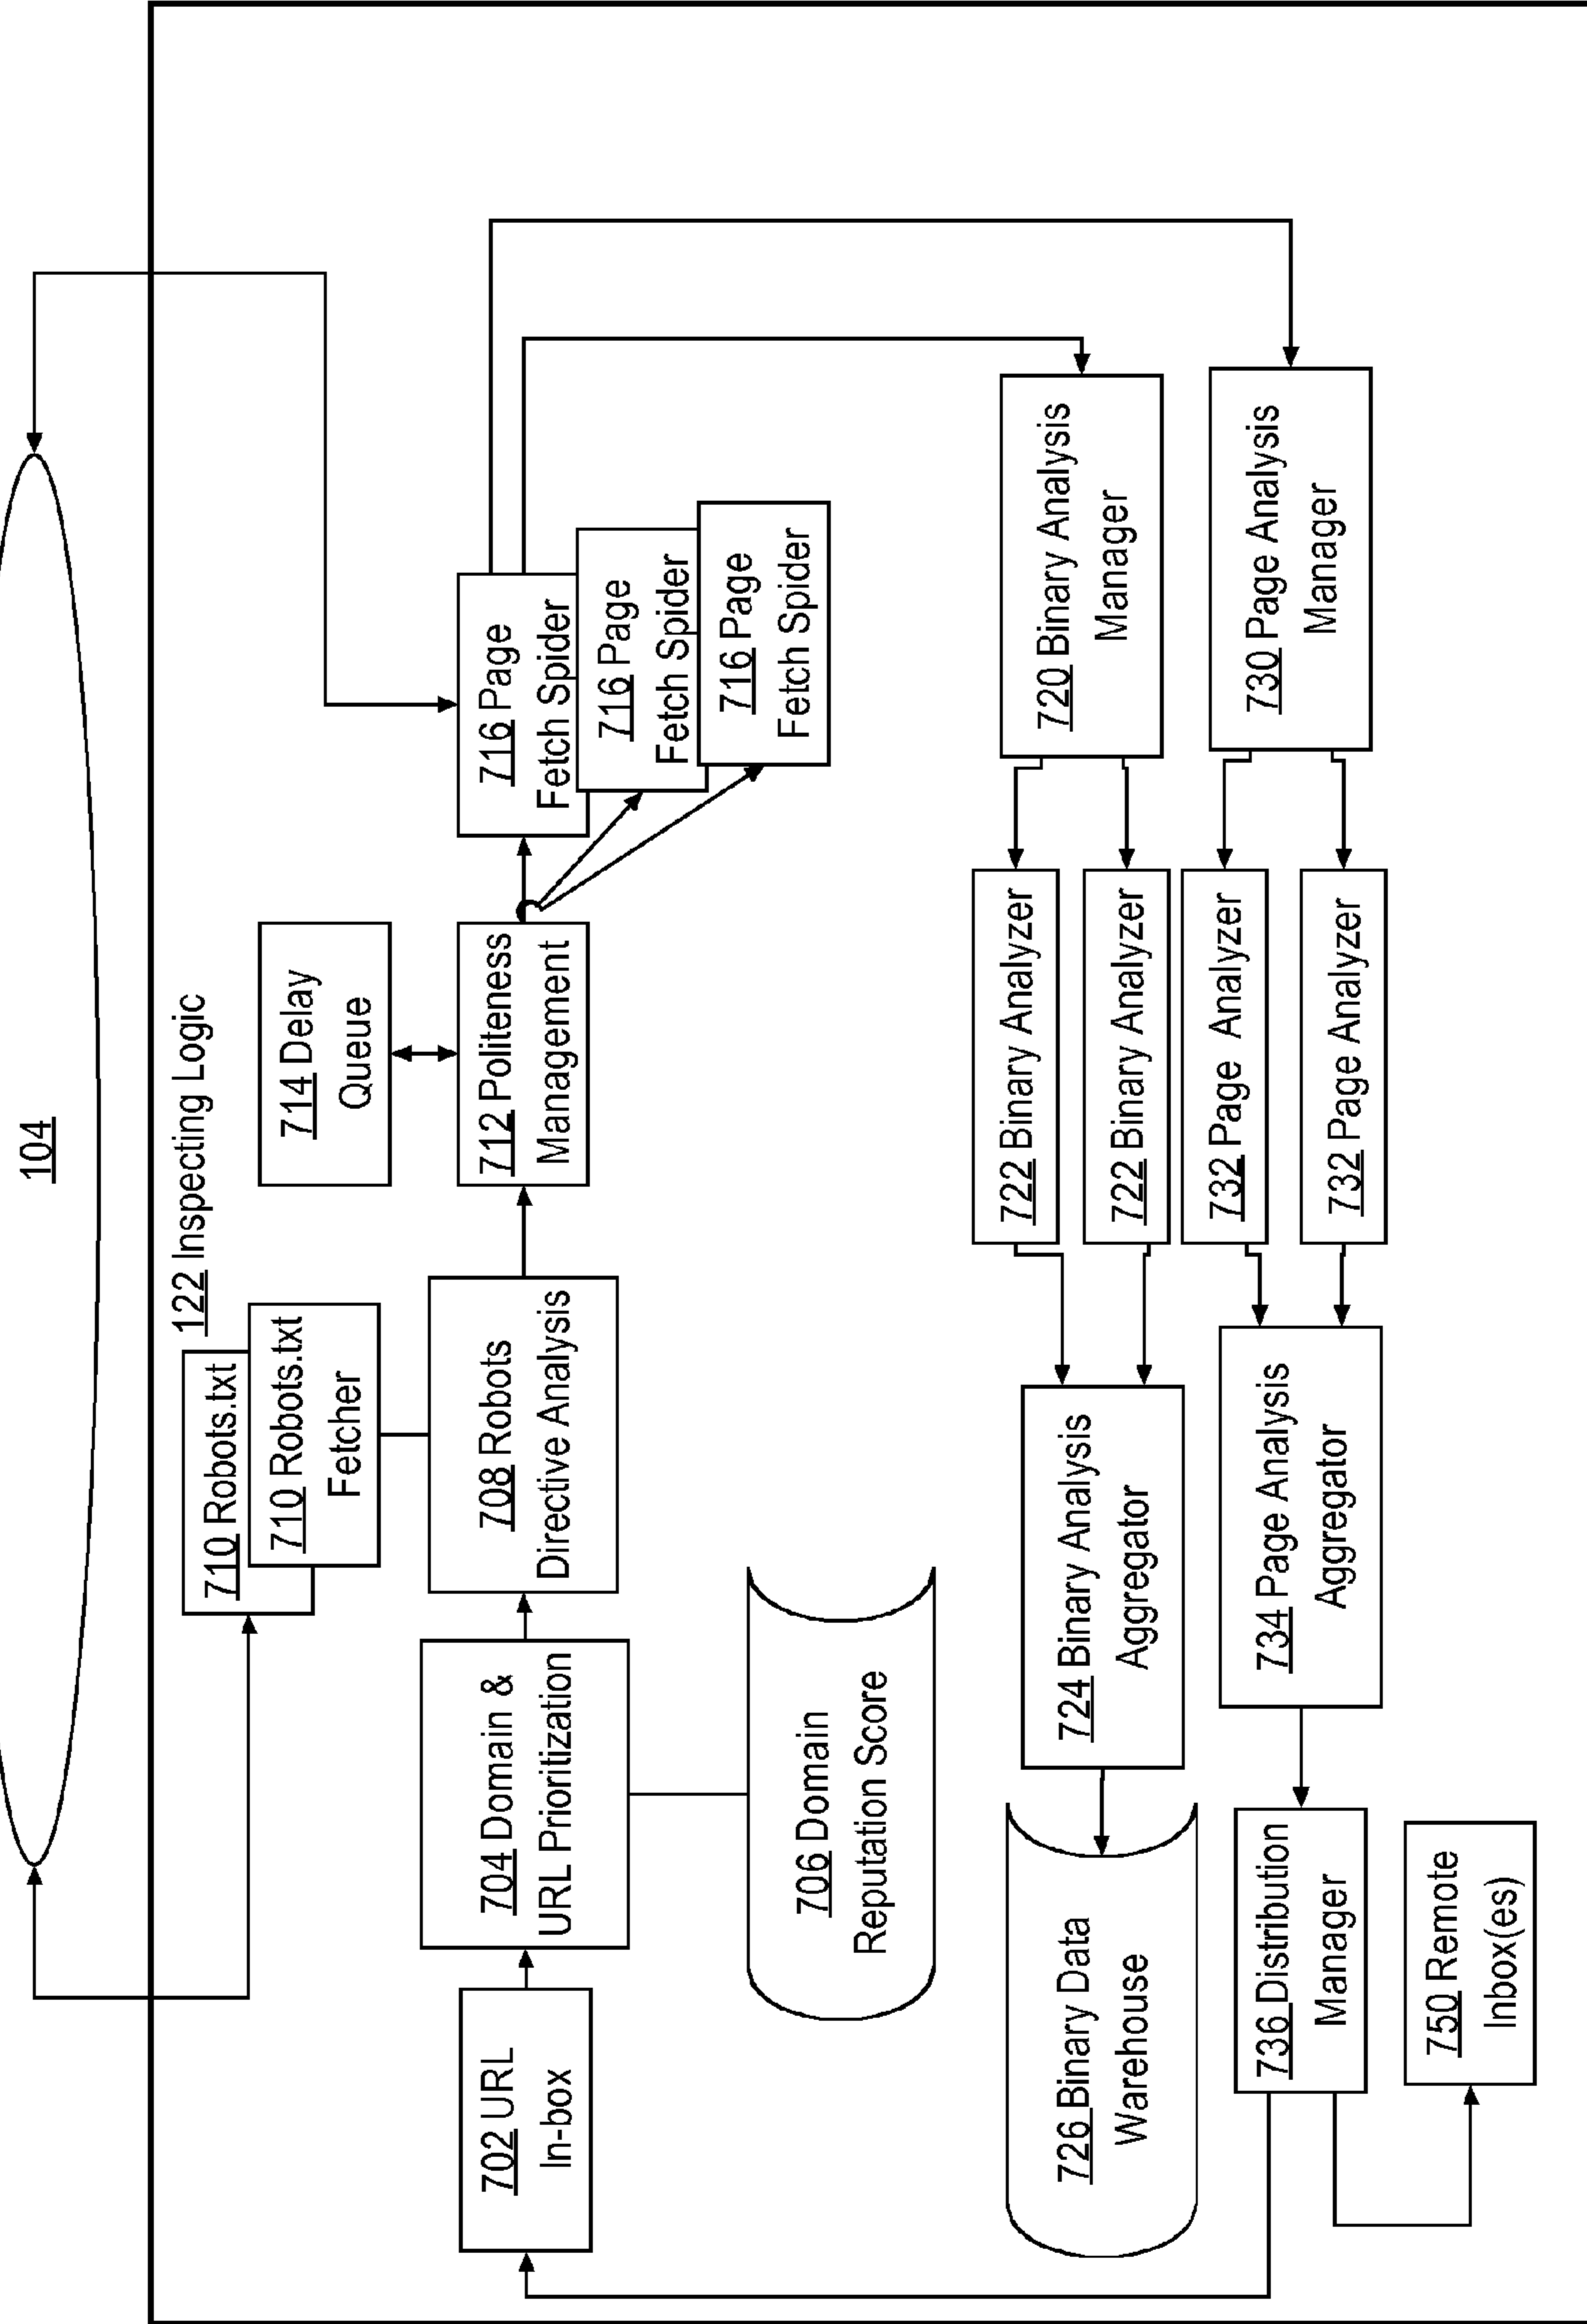 104
122 Inspecting Logic
710 Robots.txt
710 Robots.txt
Fetcher
714 Delay
Queue
702 URL
In-box
704 Domain &
URL Prioritization
708 Robots
Directive Analysis
712 Politeness
Management
716 Page
Fetch Spider
716 Page
Fetch Spider
716 Page
Fetch Spider
706 Domain
Reputation Score
726 Binary Data
Warehouse
724 Binary Analysis
Aggregator
722 Binary Analyzer
722 Binary Analyzer
720 Binary Analysis
Manager
736 Distribution
Manager
734 Page Analysis
Aggregator
732 Page Analyzer
732 Page Analyzer
730 Page Analysis
Manager
750 Remote
Inbox(es)